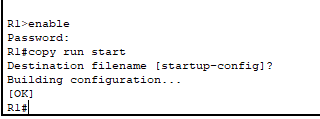 R1>enable
Password:
R1#copy run start
Destination filename [startup-config]?
Building configuration...
[OK]
R1#